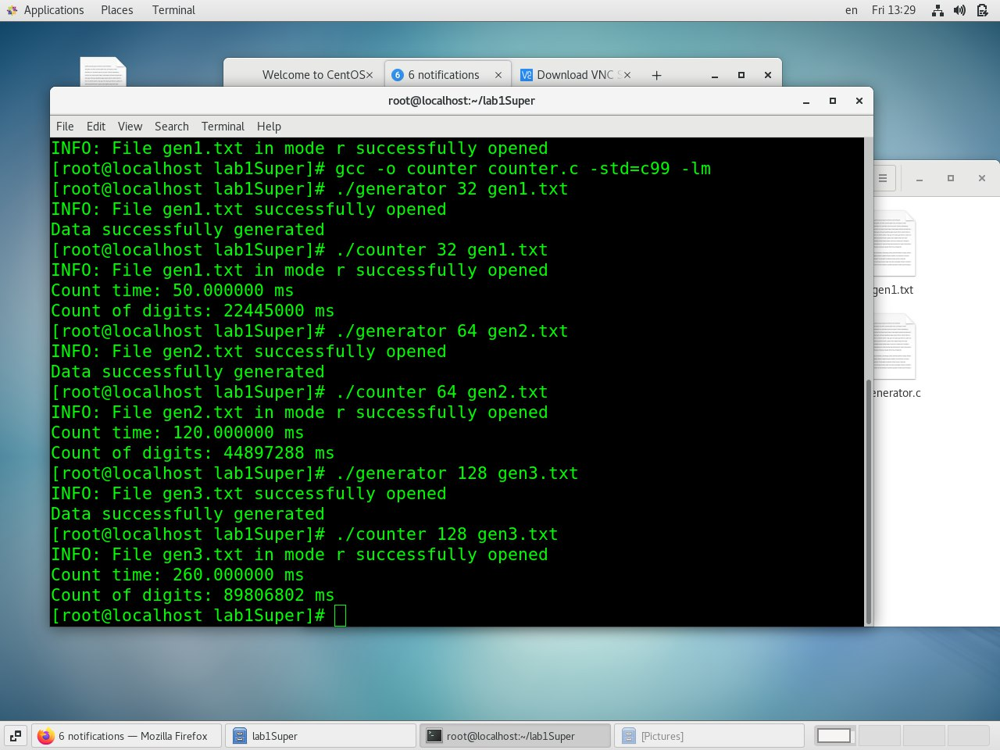 Applications Places Terminal en Fri 13:29
Welcome to CentOS 6 6 notifications Download VNC
root@localhost:~/lab1Super
File Edit View Search Terminal Help
INFO: File gen1.txt in mode r successfully opened
[root@localhost lab1Super]# gcc -o counter counter.c -std=c99 -lm
[root@localhost lab1Super]# ./generator 32 gen1.txt
INFO: File gen1.txt successfully opened
Data successfully generated
[root@localhost lab1Super]# ./counter 32 gen1.txt
INFO: File gen1.txt in mode r successfully opened
Count time: 50.000000 ms
Count of digits: 22445000 ms
[root@localhost lab1Super]# ./generator 64 gen2.txt
INFO: File gen2.txt successfully opened
Data successfully generated
[root@localhost lab1Super]# ./counter 64 gen2.txt
INFO: File gen2.txt in mode r successfully opened
Count time: 120.000000 ms
Count of digits: 44897288 ms
[root@localhost lab1Super]# ./generator 128 gen3.txt
INFO: File gen3.txt successfully opened
Data successfully generated
[root@localhost lab1Super]# ./counter 128 gen3.txt
INFO: File gen3.txt in mode r successfully opened
Count time: 260.000000 ms
Count of digits: 89806802 ms
[root@localhost lab1Super]#
gen1.txt
enerator.c
6 notifications — Mozilla Firefox lab1Super root@localhost:~/lab1Super [Pictures]